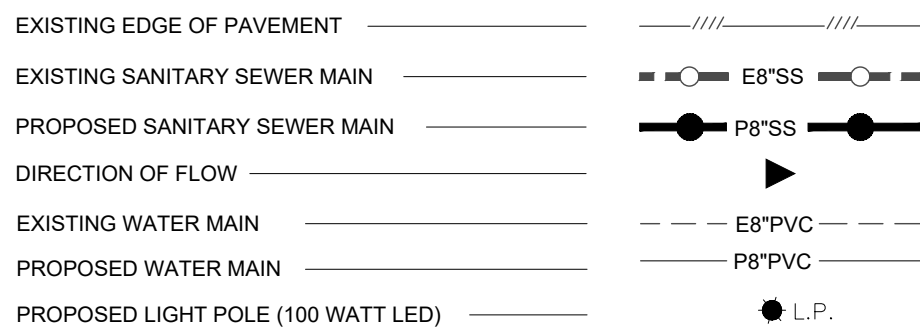 EXISTING EDGE OF PAVEMENT
EXISTING SANITARY SEWER MAIN E8"SS
PROPOSED SANITARY SEWER MAIN P8"SS
DIRECTION OF FLOW
EXISTING WATER MAIN E8"PVC
PROPOSED WATER MAIN P8"PVC
PROPOSED LIGHT POLE (100 WATT LED) L.P.